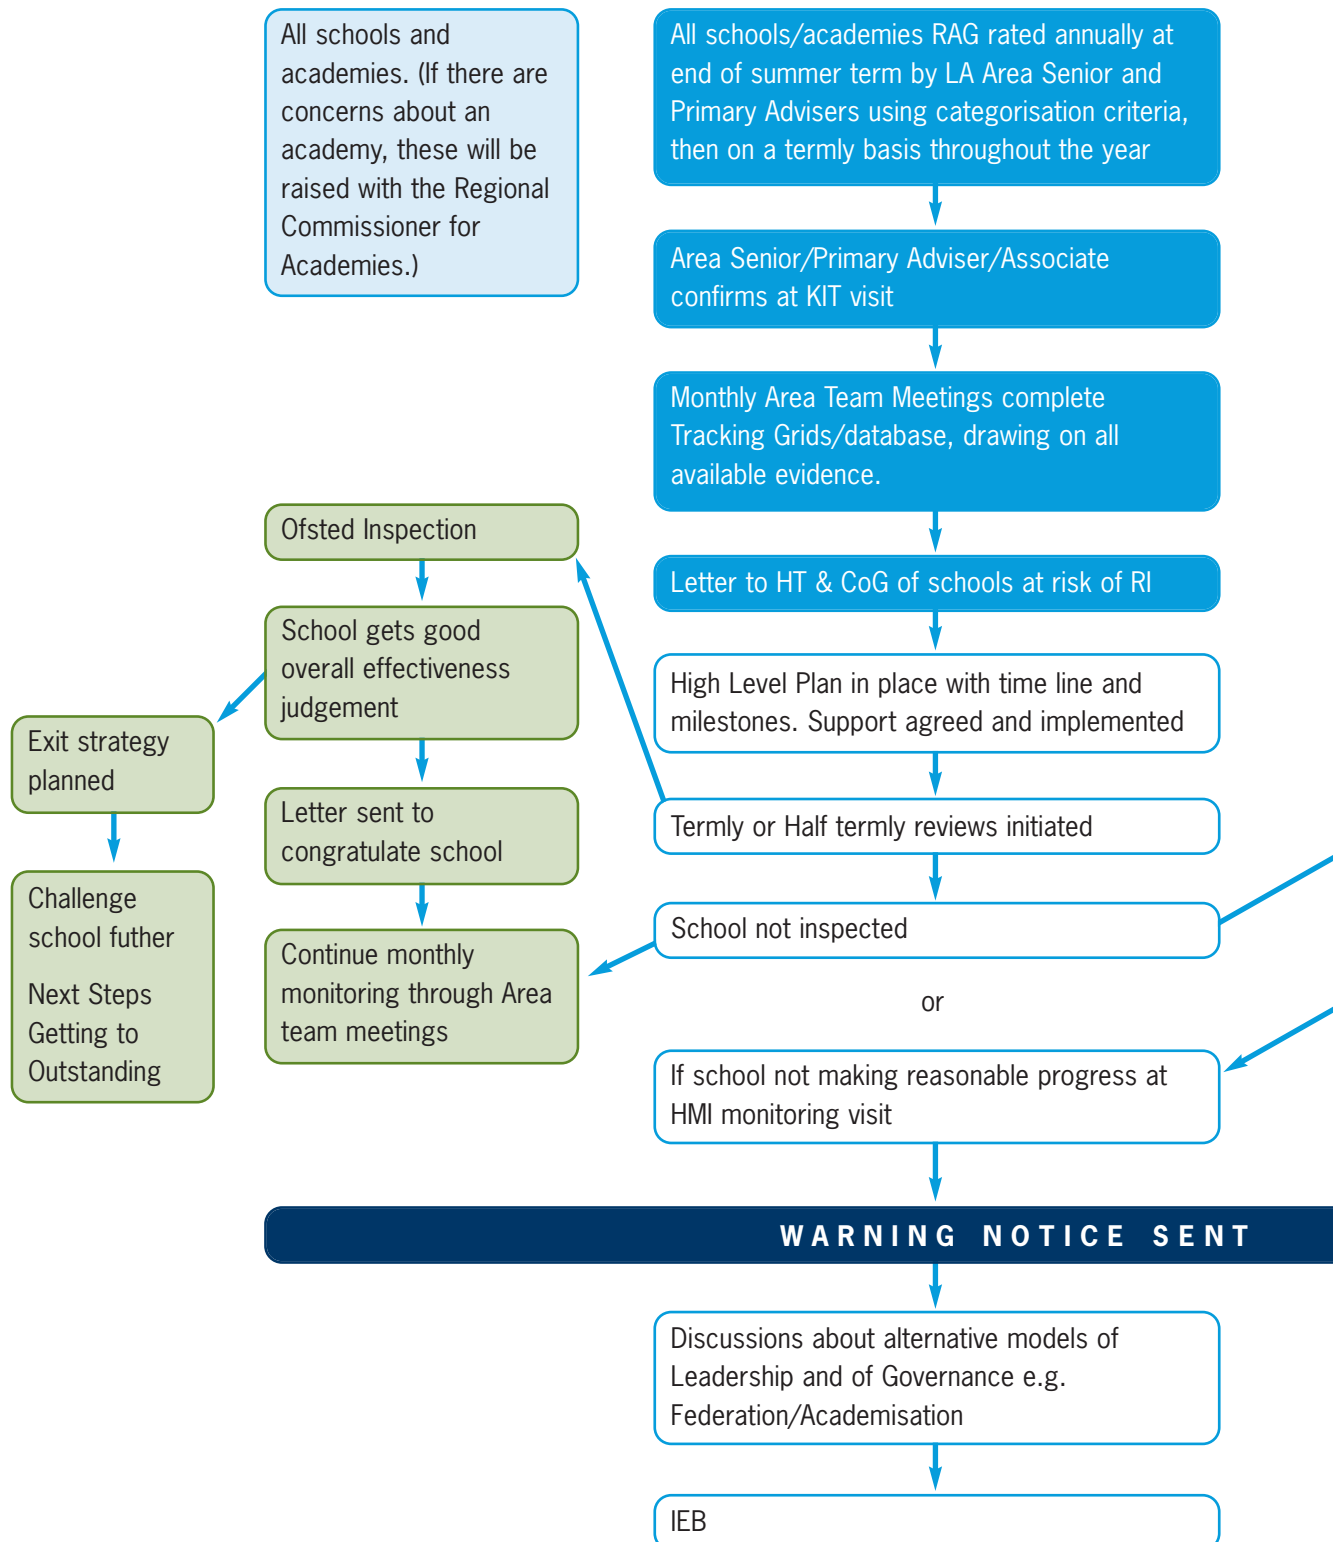 All schools and
academies. (If there are
concerns about an
academy, these will be
raised with the Regional
Commissioner for
Academies.)
All schools/academies RAG rated annually at
end of summer term by LA Area Senior and
Primary Advisers using categorisation criteria,
then on a termly basis throughout the year
Area Senior/Primary Adviser/Associate
confirms at KIT visit
Monthly Area Team Meetings complete
Tracking Grids/database, drawing on all
available evidence.
Letter to HT & CoG of schools at risk of RI
High Level Plan in place with time line and
milestones. Support agreed and implemented
Termly or Half termly reviews initiated
School not inspected
or
If school not making reasonable progress at
HMI monitoring visit
Ofsted Inspection
School gets good
overall effectiveness
judgement
Letter sent to
congratulate school
Continue monthly
monitoring through Area
team meetings
Exit strategy
planned
Challenge
school futher
Next Steps
Getting to
Outstanding
WARNING NOTICE SENT
Discussions about alternative models of
Leadership and of Governance e.g.
Federation/Academisation
IEB